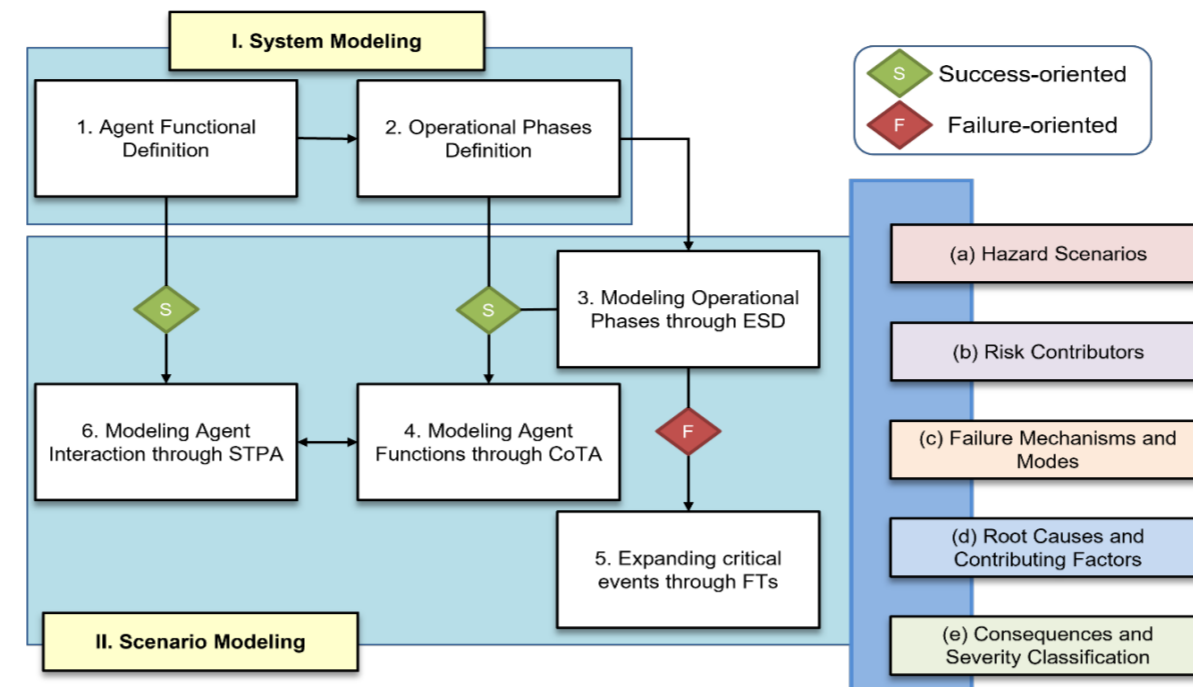 I. System Modeling
1. Agent Functional
Definition
2. Operational Phases
Definition
S Success-oriented
F Failure-oriented
S
S
3. Modeling Operational
Phases through ESD
6. Modeling Agent
Interaction through STPA
4. Modeling Agent
Functions through CoTA
F
5. Expanding critical
events through FTs
II. Scenario Modeling
(a) Hazard Scenarios
(b) Risk Contributors
(c) Failure Mechanisms and
Modes
(d) Root Causes and
Contributing Factors
(e) Consequences and
Severity Classification